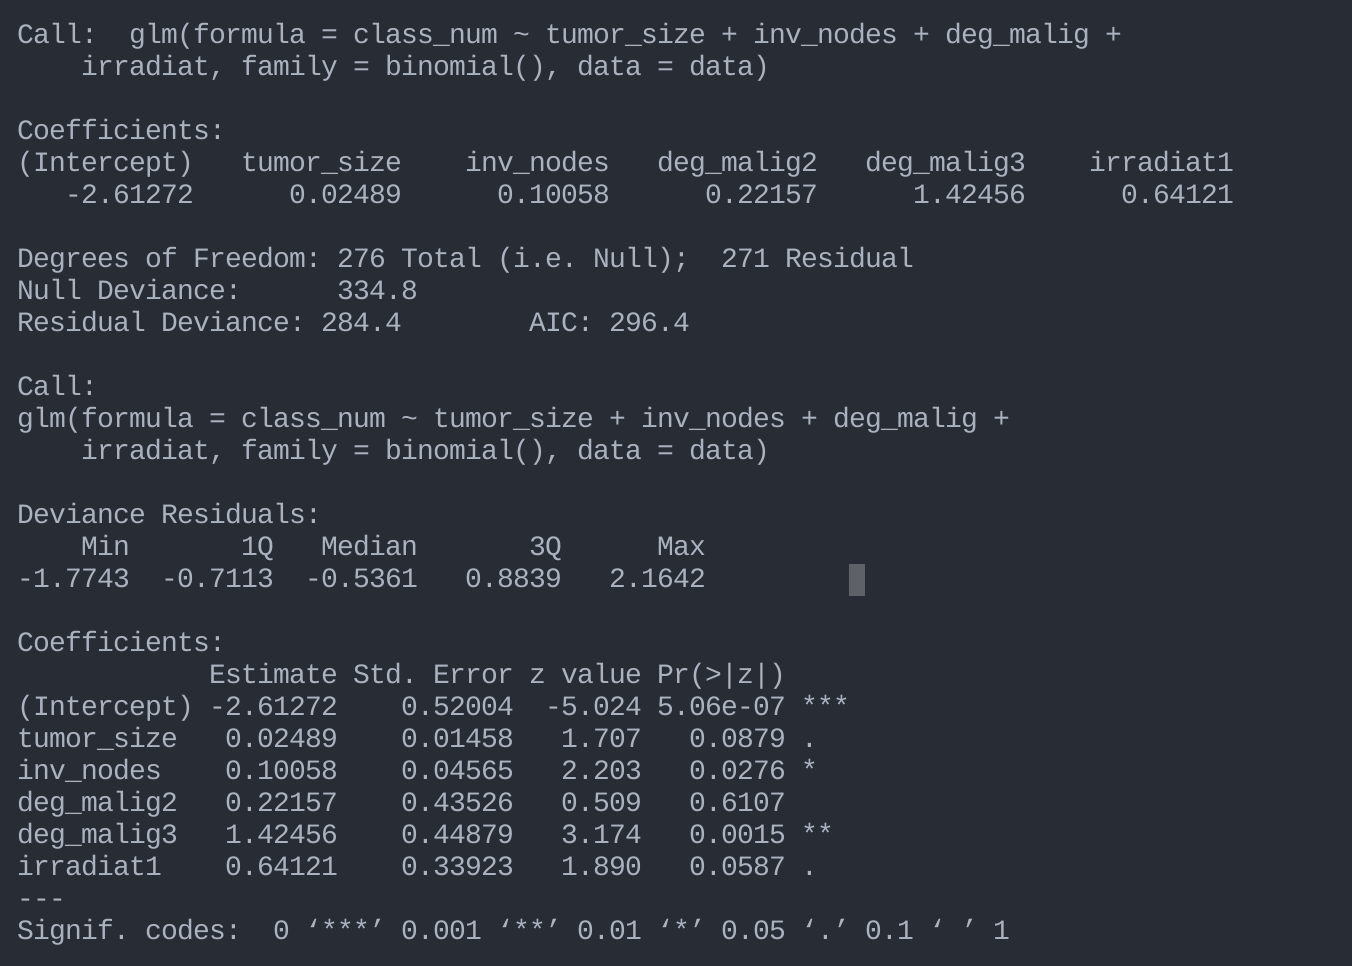 Call:  glm(formula = class_num ~ tumor_size + inv_nodes + deg_malig +
    irradiat, family = binomial(), data = data)

Coefficients:
(Intercept)   tumor_size    inv_nodes   deg_malig2   deg_malig3    irradiat1
   -2.61272      0.02489      0.10058      0.22157      1.42456      0.64121

Degrees of Freedom: 276 Total (i.e. Null);  271 Residual
Null Deviance:      334.8
Residual Deviance: 284.4        AIC: 296.4

Call:
glm(formula = class_num ~ tumor_size + inv_nodes + deg_malig +
    irradiat, family = binomial(), data = data)

Deviance Residuals:
    Min       1Q   Median       3Q      Max
-1.7743  -0.7113  -0.5361   0.8839   2.1642

Coefficients:
            Estimate Std. Error z value Pr(>|z|)
(Intercept) -2.61272    0.52004  -5.024 5.06e-07 ***
tumor_size   0.02489    0.01458   1.707   0.0879 .
inv_nodes    0.10058    0.04565   2.203   0.0276 *
deg_malig2   0.22157    0.43526   0.509   0.6107
deg_malig3   1.42456    0.44879   3.174   0.0015 **
irradiat1    0.64121    0.33923   1.890   0.0587 .
---
Signif. codes:  0 ‘***’ 0.001 ‘**’ 0.01 ‘*’ 0.05 ‘.’ 0.1 ‘ ’ 1